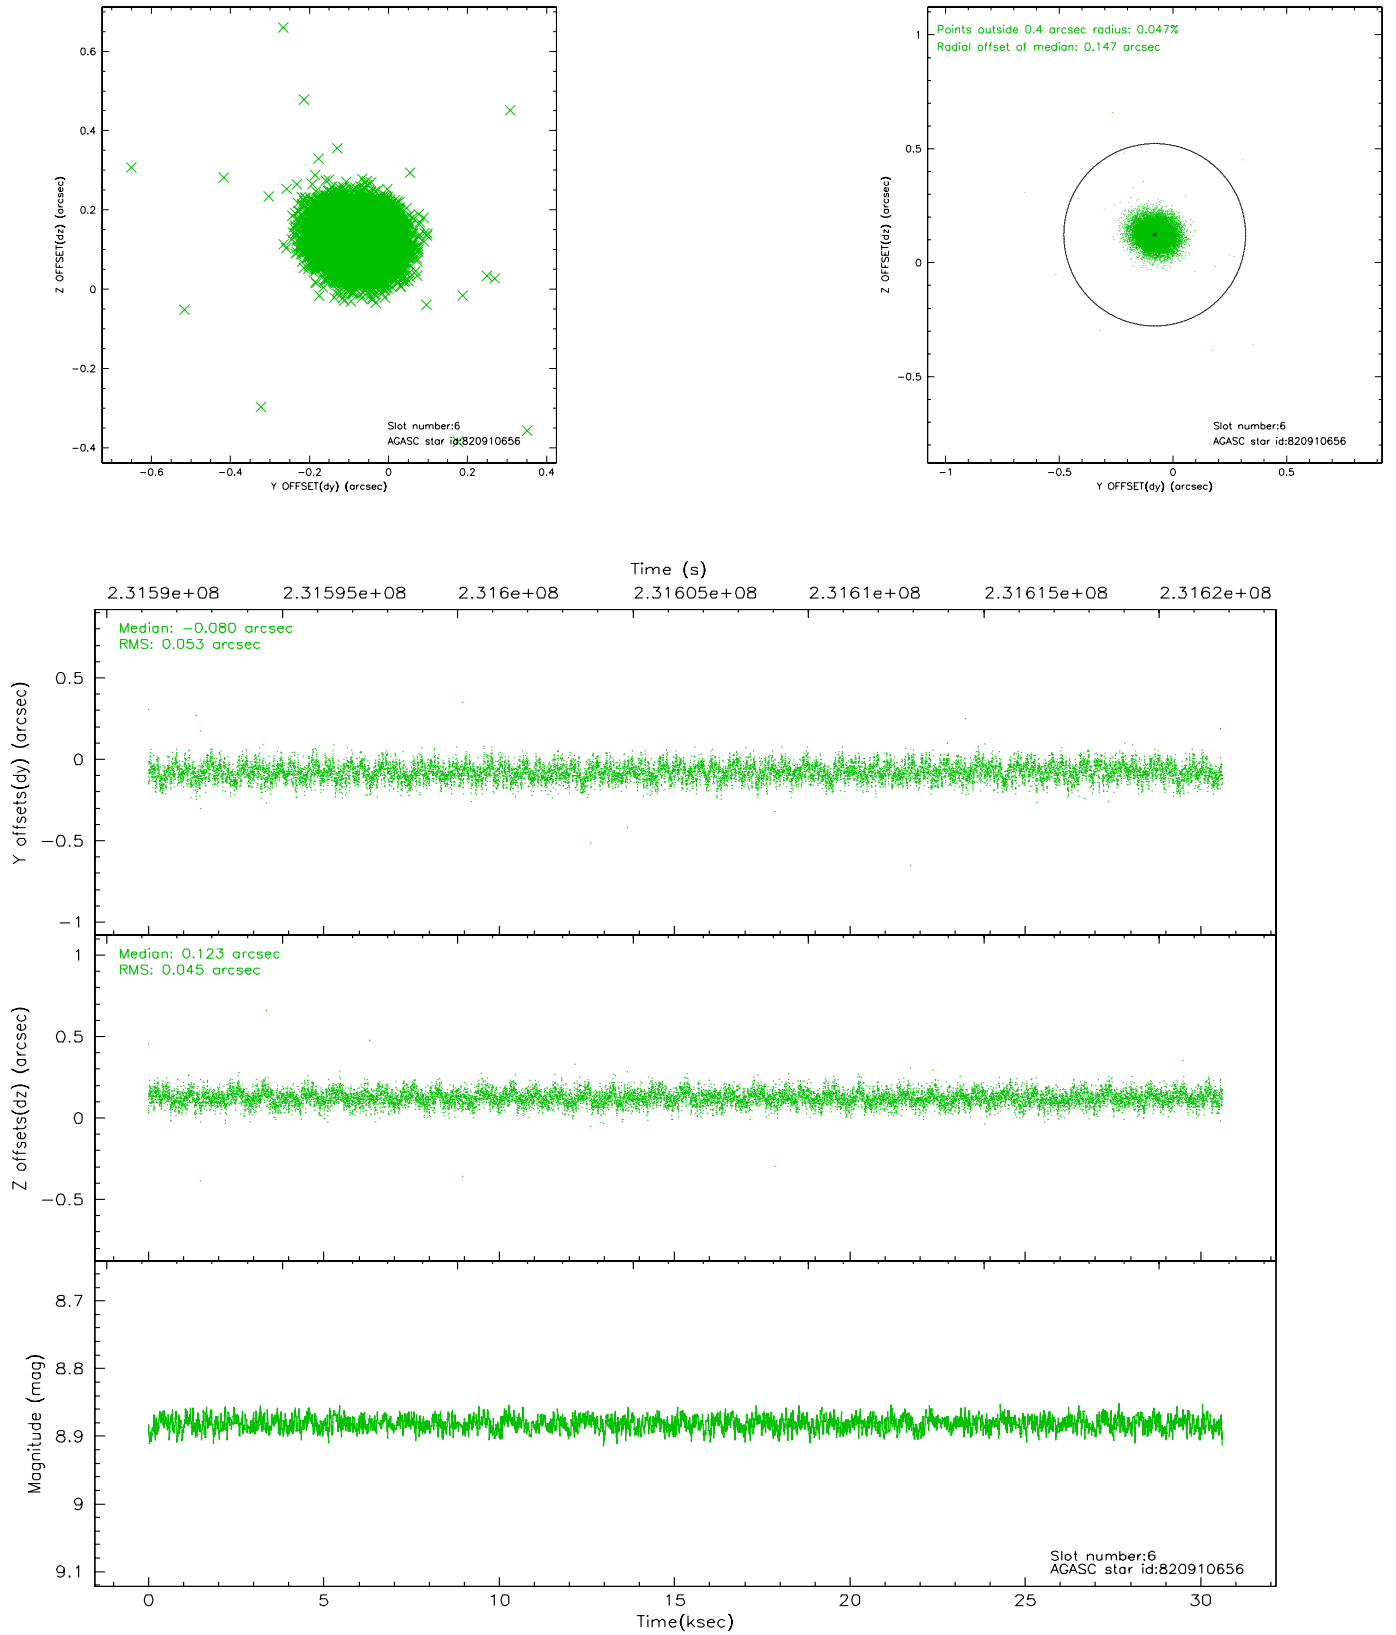 0.6
0.4
0.2
0
-0.2
-0.4
Z OFFSET(dz) (arcsec)
Slot number:6
AGASC star id:820910656
-0.6 -0.4 -0.2 0 0.2 0.4
Y OFFSET(dy) (arcsec)
Points outside 0.4 arcsec radius: 0.047%
Radial offset of median: 0.147 arcsec
1
0.5
0
-0.5
Z OFFSET(dz) (arcsec)
Slot number:6
AGASC star id:820910656
-1 -0.5 0 0.5
Y OFFSET(dy) (arcsec)
Time (s)
2.3159e+08 2.31595e+08 2.316e+08 2.31605e+08 2.3161e+08 2.31615e+08 2.3162e+08
Median: -0.080 arcsec
RMS: 0.053 arcsec
0.5
0
-0.5
-1
Y offsets(dy) (arcsec)
Median: 0.123 arcsec
RMS: 0.045 arcsec
1
0.5
0
-0.5
Z offsets(dz) (arcsec)
8.7
8.8
8.9
9
9.1
Magnitude (mag)
Slot number:6
AGASC star id:820910656
0 5 10 15 20 25 30
Time(ksec)